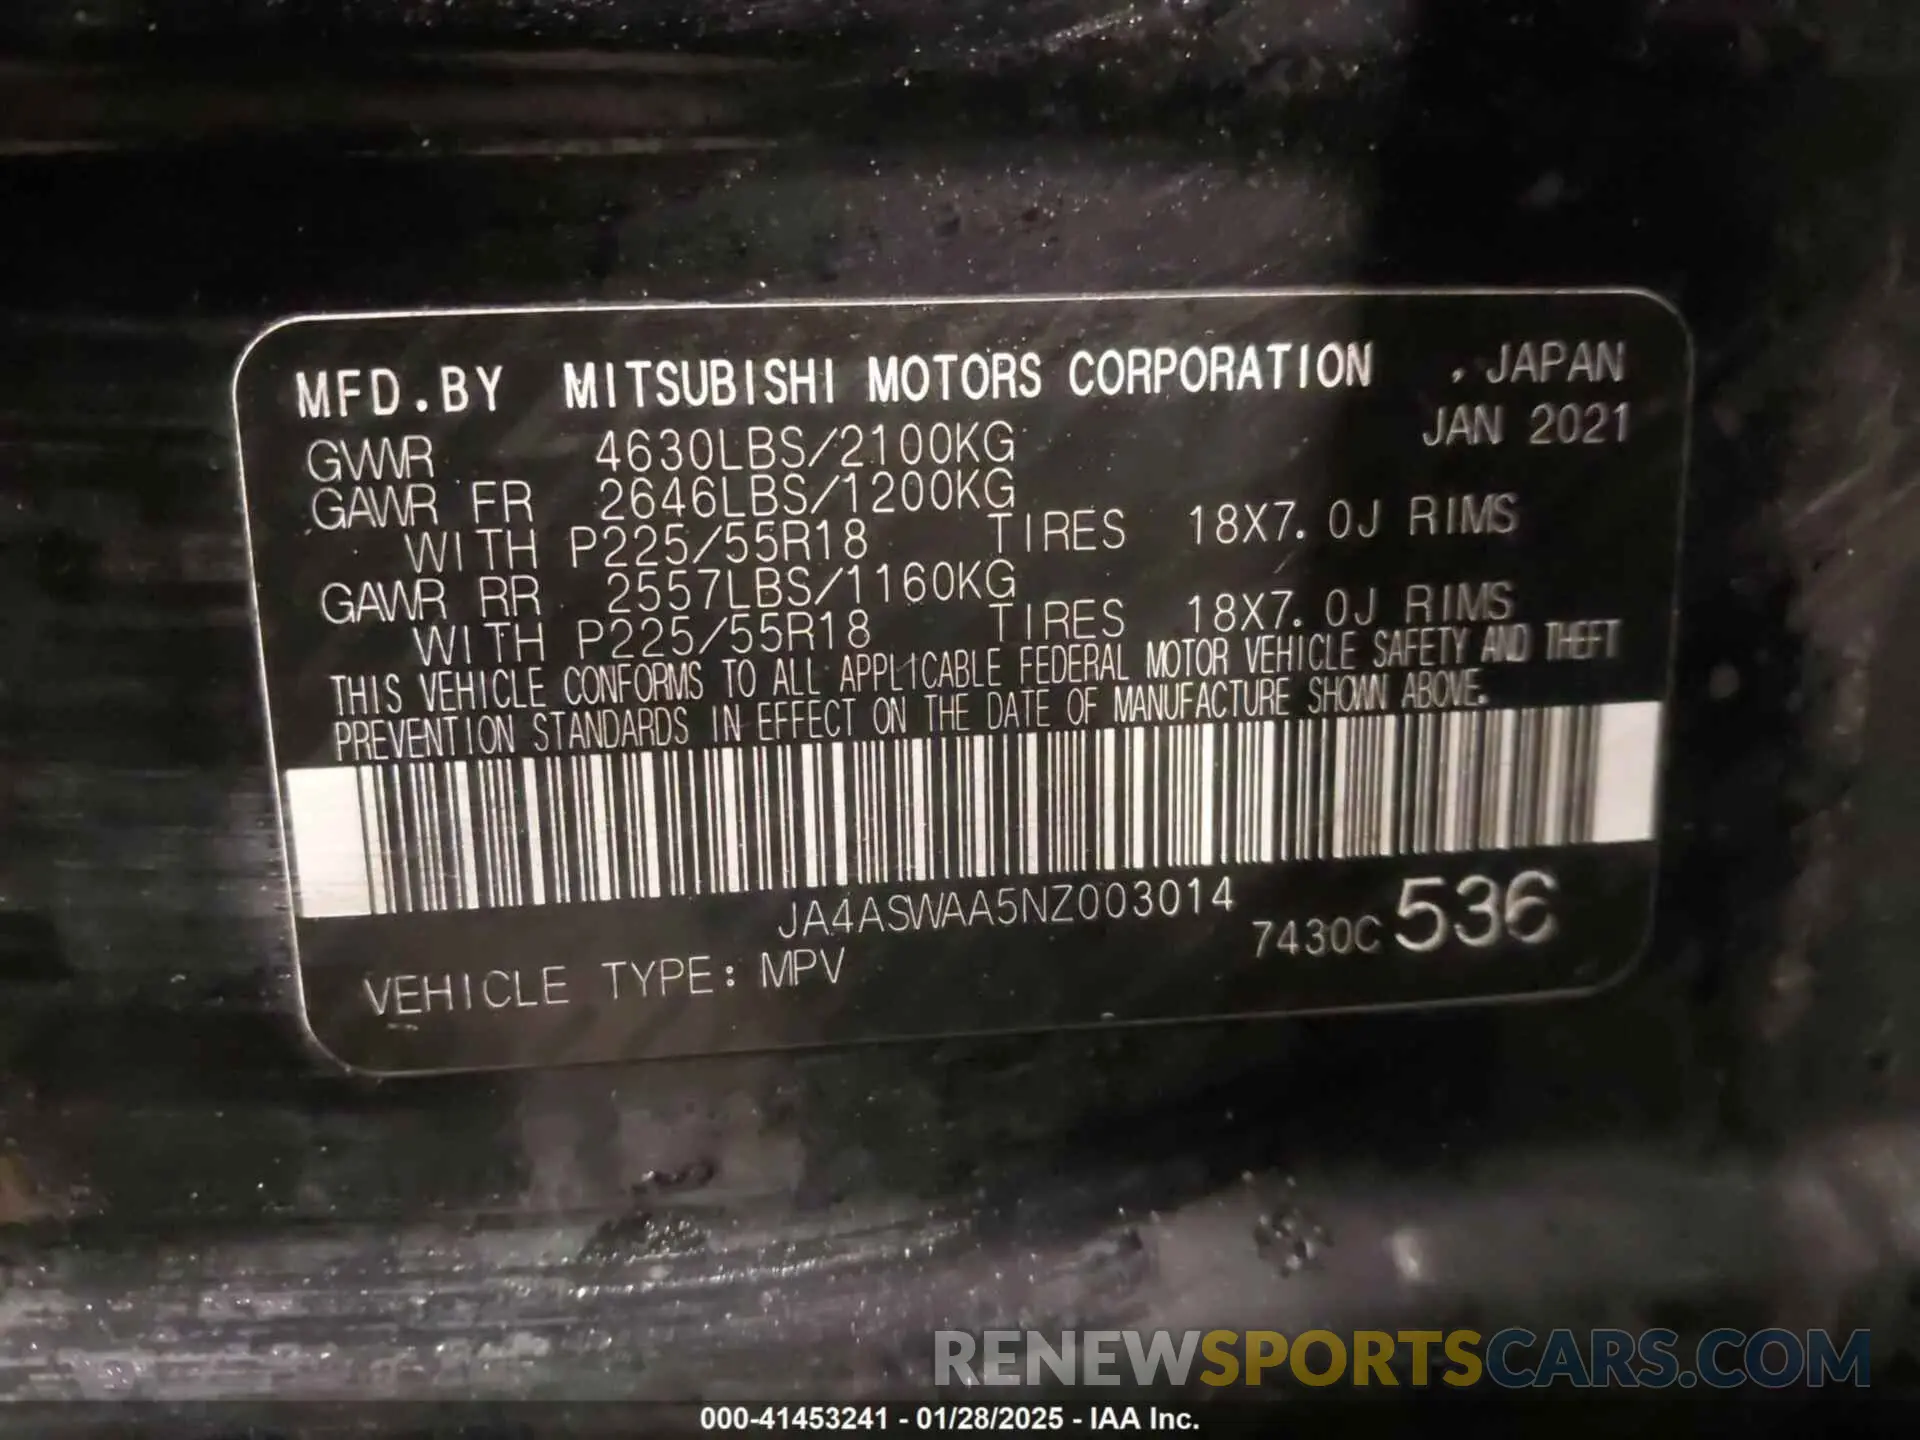 MFD.BY MITSUBISHI MOTORS CORPORATION , JAPAN
GVWR 4630LBS/2100KG JAN 2021
GAWR FR 2646LBS/1200KG
WITH P225/55R18 TIRES 18X7.0J RIMS
GAWR RR 2557LBS/1160KG
WITH P225/55R18 TIRES 18X7.0J RIMS
THIS VEHICLE CONFORMS TO ALL APPLICABLE FEDERAL MOTOR VEHICLE SAFETY AND THEFT
PREVENTION STANDARDS IN EFFECT ON THE DATE OF MANUFACTURE SHOWN ABOVE.
JA4ASWAA5NZ003014
7430C 536
VEHICLE TYPE: MPV
RENEWSPORTSCARS.COM
000-41453241 - 01/28/2025 - IAA Inc.